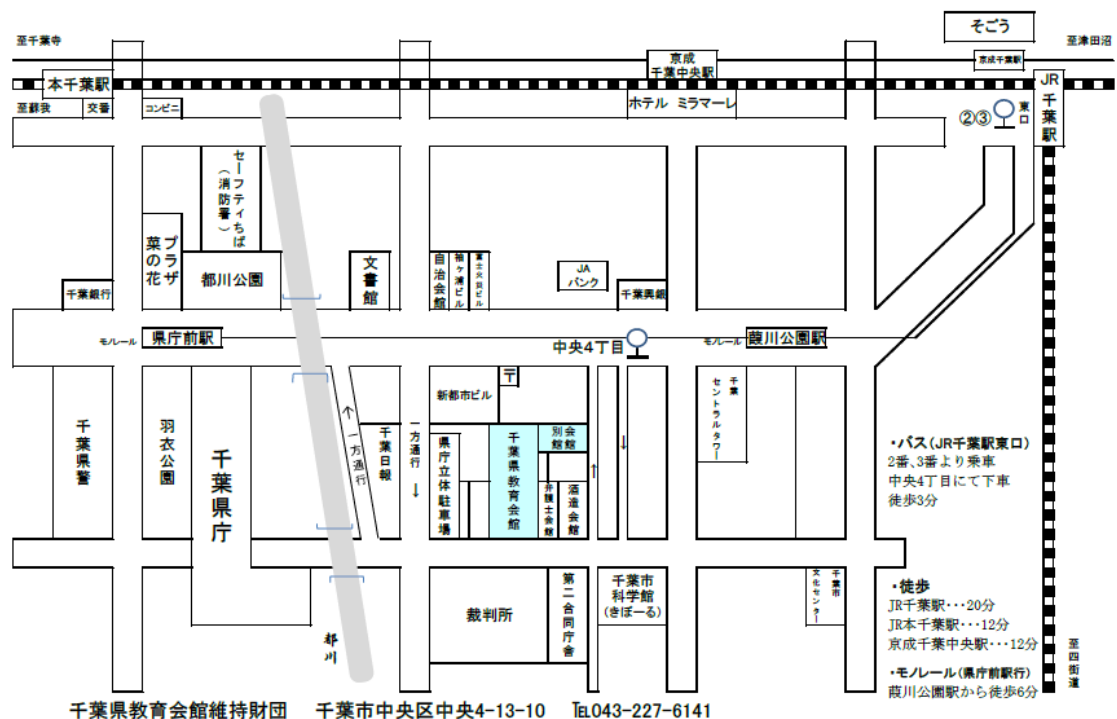 そごう
至千葉寺
至津田沼
京成
千葉中央駅
京成千葉駅
本千葉駅
JR
千葉駅
至蘇我
交番
コンビニ
ホテル ミラマーレ
②③
東口
セーフティちば
（消防署）
プラザ
菜の花
都川公園
文書館
自治会館
袖ヶ浦ビル
富士火災ビル
JA
バンク
千葉銀行
千葉興銀
モノレール
県庁前駅
中央4丁目
モノレール
葭川公園駅
千葉県警
羽衣公園
千葉県庁
↑一方通行
千葉日報
一方通行→
新都市ビル
〒
県庁立体駐車場
千葉県教育会館
別会館
弁護士会館
酒造会館
↑
↓
千葉
セントラルタワー
・バス(JR千葉駅東口)
2番、3番より乗車
中央4丁目にて下車
徒歩3分
裁判所
第二合同庁舎
千葉市
科学館
(きぼーる)
千葉市
文化センター
都川
・徒歩
JR千葉駅・・・20分
JR本千葉駅・・・12分
京成千葉中央駅・・・12分
・モノレール(県庁前駅行)
葭川公園駅から徒歩6分
至四街道
千葉県教育会館維持財団 千葉市中央区中央4-13-10 ℡043-227-6141